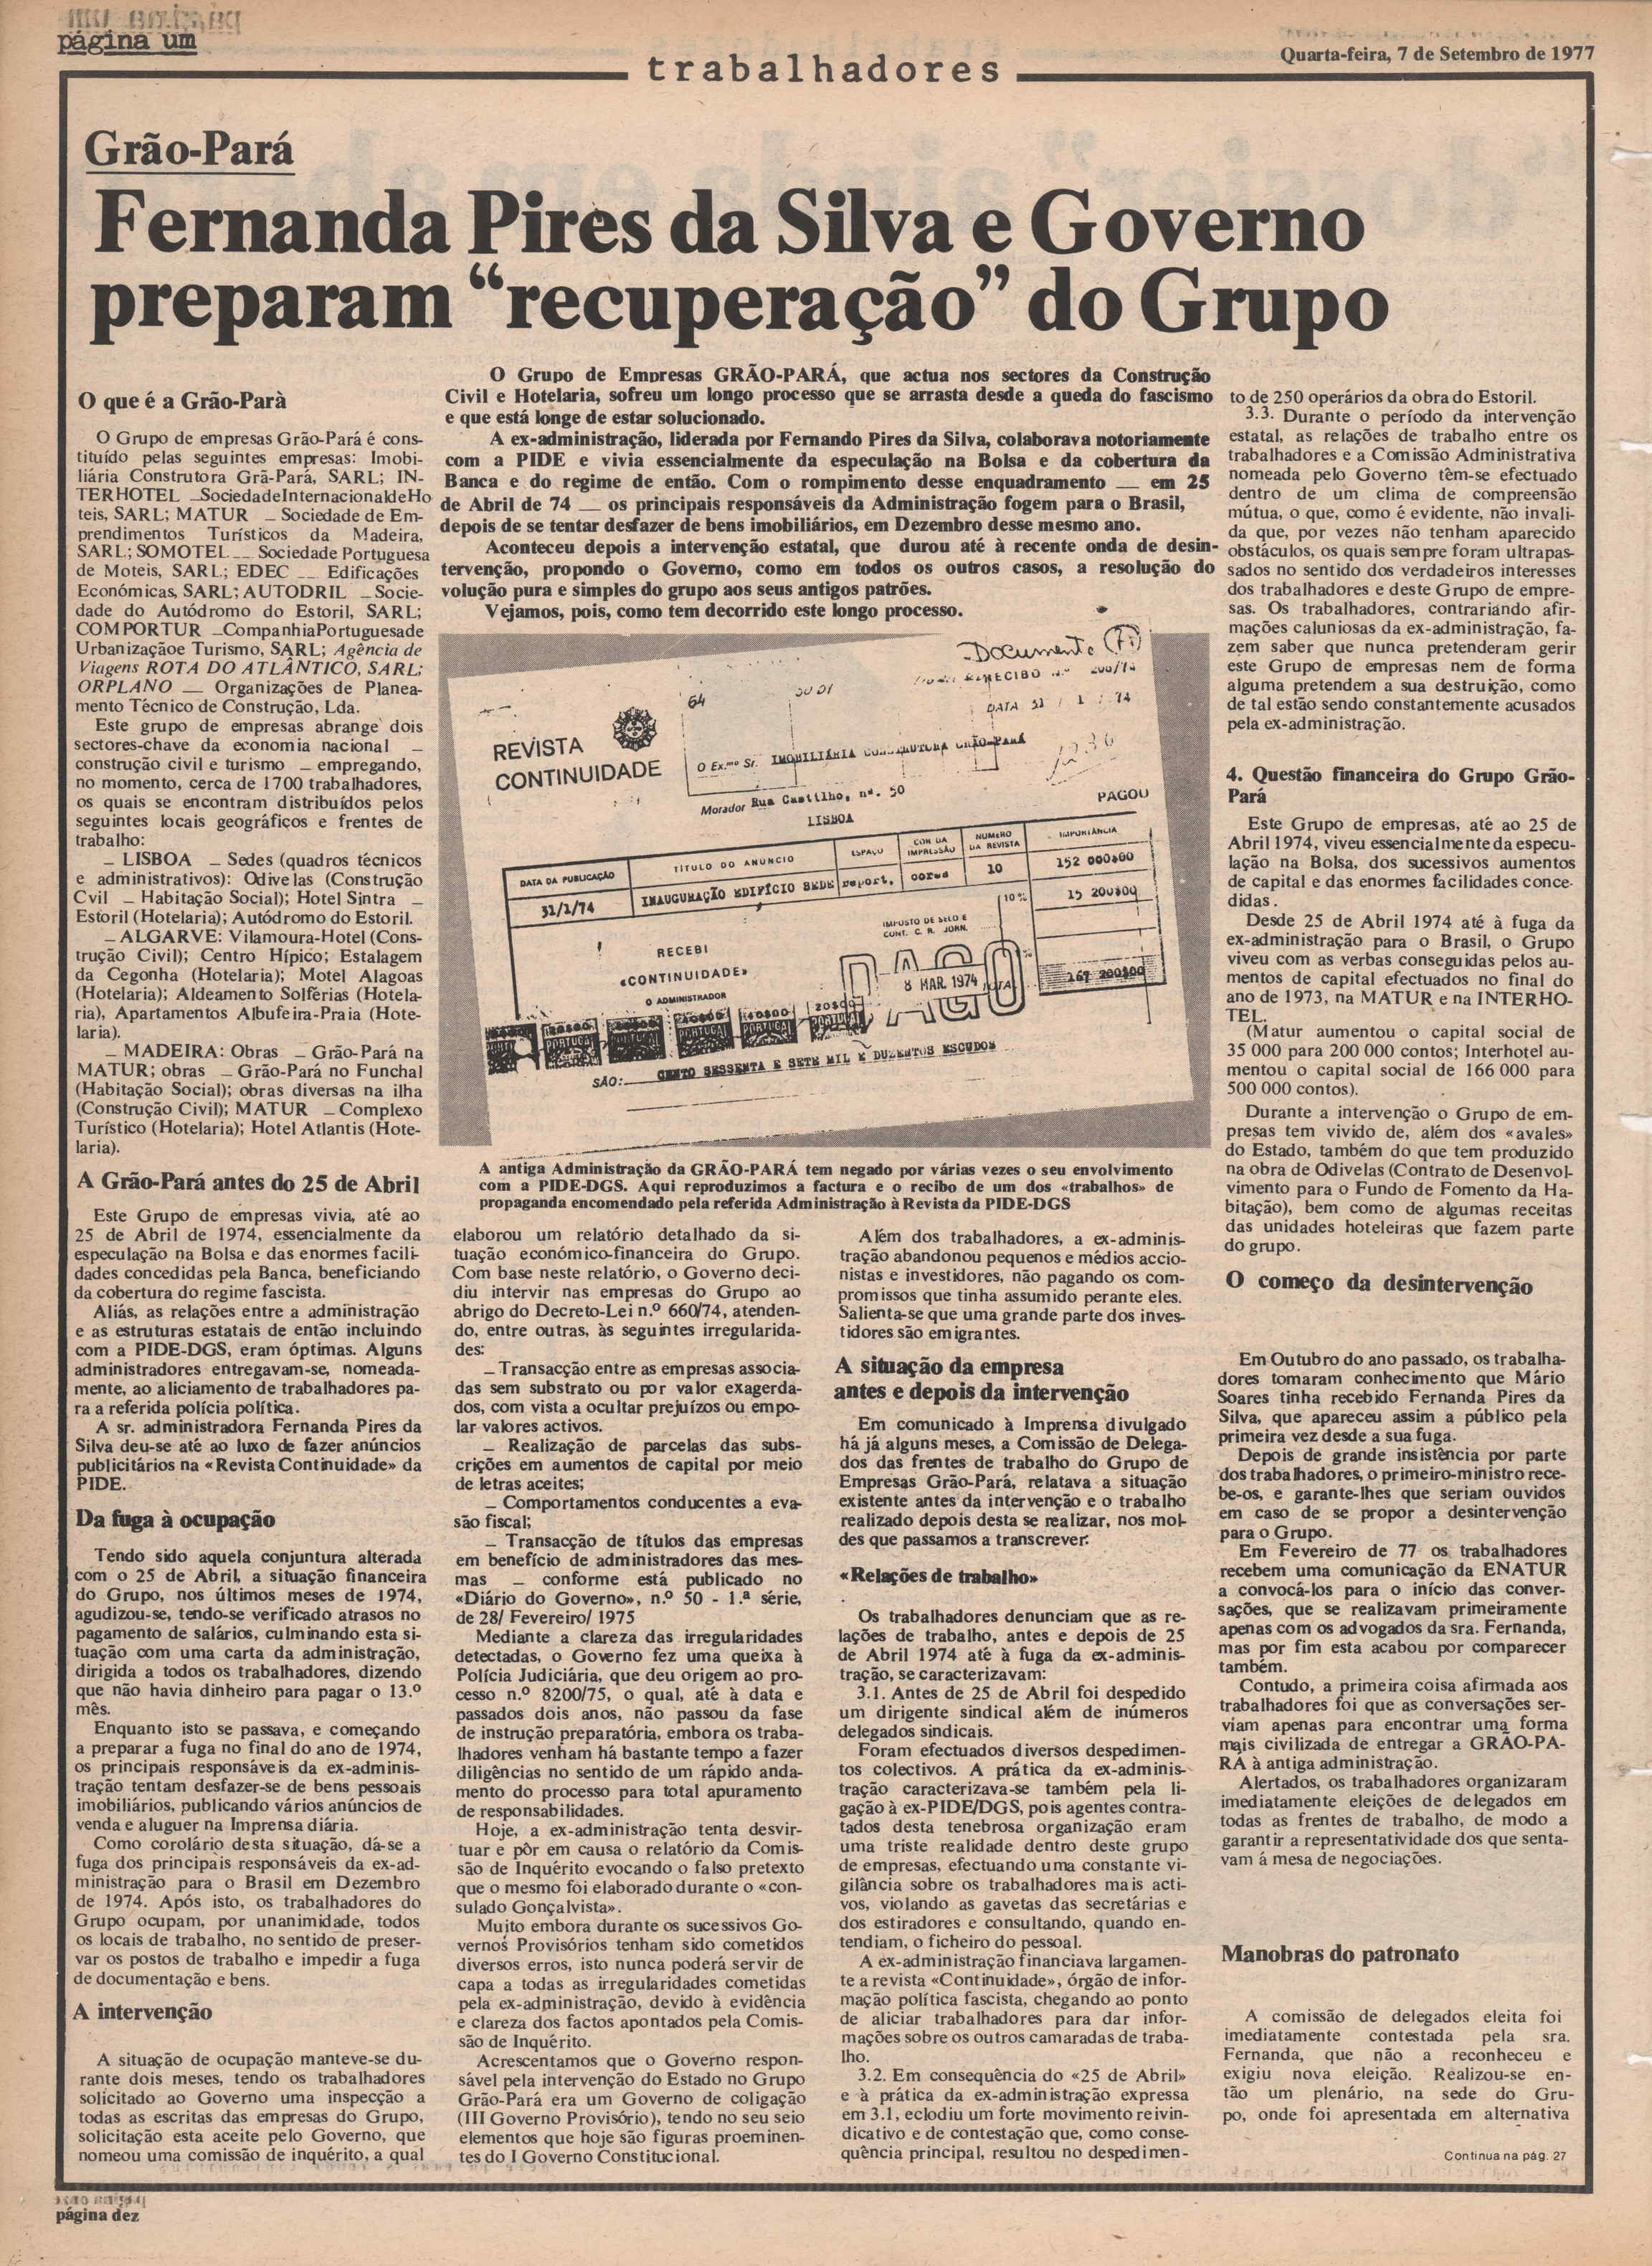 página um
Quarta-feira, 7 de Setembro de 1977
trabalhadores
Grão-Pará
Fernanda Pires da Silva e Governo
preparam “recuperação” do Grupo
O Grupo de Empresas GRÃO-PARÁ, que actua nos sectores da Construção
Civil e Hotelaria, sofreu um longo processo que se arrasta desde a queda do fascismo
e que está longe de estar solucionado.
A ex-administração, liderada por Fernando Pires da Silva, colaborava notoriamente
com a PIDE e vivia essencialmente da especulação na Bolsa e da cobertura da
Banca e do regime de então. Com o rompimento desse enquadramento — em 25
de Abril de 74 — os principais responsáveis da Administração fogem para o Brasil,
depois de se tentar desfazer de bens imobiliários, em Dezembro desse mesmo ano.
Aconteceu depois a intervenção estatal, que durou até à recente onda de desin-
tervenção, propondo o Governo, como em todos os outros casos, a resolução do
volução pura e simples do grupo aos seus antigos patrões.
Vejamos, pois, como tem decorrido este longo processo.
O que é a Grão-Parà
O Grupo de empresas Grão-Pará é cons-
tituído pelas seguintes empresas: Imobi-
liária Construtora Grã-Pará, SARL; IN-
TERHOTEL _SociedadeInternacionaldeHo
teis, SARL; MATUR _ Sociedade de Em-
prendimentos Turísticos da Madeira,
SARL; SOMOTEL __ Sociedade Portuguesa
de Moteis, SARL; EDEC __ Edificações
Económicas, SARL; AUTODRIL _ Socie-
dade do Autódromo do Estoril, SARL;
COMPORTUR _CompanhiaPortuguesade
Urbanizaçãoe Turismo, SARL; Agência de
Viagens ROTA DO ATLÂNTICO, SARL;
ORPLANO __ Organizações de Planea-
mento Técnico de Construção, Lda.
Este grupo de empresas abrange dois
sectores-chave da economia nacional _
construção civil e turismo _ empregando,
no momento, cerca de 1700 trabalhadores,
os quais se encontram distribuídos pelos
seguintes locais geográficos e frentes de
trabalho:
_ LISBOA _ Sedes (quadros técnicos
e administrativos): Odivelas (Construção
Cvil _ Habitação Social); Hotel Sintra _
Estoril (Hotelaria); Autódromo do Estoril.
_ ALGARVE: Vilamoura-Hotel (Cons-
trução Civil); Centro Hípico; Estalagem
da Cegonha (Hotelaria); Motel Alagoas
(Hotelaria); Aldeamento Solférias (Hotela-
ria), Apartamentos Albufeira-Praia (Hote-
laria).
_ MADEIRA: Obras _ Grão-Pará na
MATUR; obras _ Grão-Pará no Funchal
(Habitação Social); obras diversas na ilha
(Construção Civil); MATUR _ Complexo
Turístico (Hotelaria); Hotel Atlantis (Hote-
laria).
A Grão-Pará antes do 25 de Abril
Este Grupo de empresas vivia, até ao
25 de Abril de 1974, essencialmente da
especulação na Bolsa e das enormes facili-
dades concedidas pela Banca, beneficiando
da cobertura do regime fascista.
Aliás, as relações entre a administração
e as estruturas estatais de então incluindo
com a PIDE-DGS, eram óptimas. Alguns
administradores entregavam-se, nomeada-
mente, ao aliciamento de trabalhadores pa-
ra a referida polícia política.
A sr. administradora Fernanda Pires da
Silva deu-se até ao luxo de fazer anúncios
publicitários na «Revista Continuidade» da
PIDE.
Da fuga à ocupação
Tendo sido aquela conjuntura alterada
com o 25 de Abril, a situação financeira
do Grupo, nos últimos meses de 1974,
agudizou-se, tendo-se verificado atrasos no
pagamento de salários, culminando esta si-
tuação com uma carta da administração,
dirigida a todos os trabalhadores, dizendo
que não havia dinheiro para pagar o 13.º
mês.
Enquanto isto se passava, e começando
a preparar a fuga no final do ano de 1974,
os principais responsáveis da ex-adminis-
tração tentam desfazer-se de bens pessoais
imobiliários, publicando vários anúncios de
venda e aluguer na Imprensa diária.
Como corolário desta situação, dá-se a
fuga dos principais responsáveis da ex-ad-
ministração para o Brasil em Dezembro
de 1974. Após isto, os trabalhadores do
Grupo ocupam, por unanimidade, todos
os locais de trabalho, no sentido de preser-
var os postos de trabalho e impedir a fuga
de documentação e bens.
A intervenção
A situação de ocupação manteve-se du-
rante dois meses, tendo os trabalhadores
solicitado ao Governo uma inspecção a
todas as escritas das empresas do Grupo,
solicitação esta aceite pelo Governo, que
nomeou uma comissão de inquérito, a qual
Documento (7)
RECIBO N.º 200/74
DATA 31 / 1 / 74
64
REVISTA
CONTINUIDADE
O Ex.mo Sr. IMOBILIÁRIA CONSTRUTORA GRÃO-PARÁ
Morador Rua Castilho, nº. 50
LISBOA
PAGOU
DATA DA PUBLICAÇÃO
TÍTULO DO ANÚNCIO
ESPAÇO
COR DA IMPRESSÃO
NÚMERO DA REVISTA
IMPORTÂNCIA
31/1/74
INAUGURAÇÃO EDIFÍCIO SEDE
report.
cores
10
152 000$00
10%
15 200$00
IMPOSTO DE SELO E
CONT. C. R. JORN.
RECEBI
«CONTINUIDADE»
O ADMINISTRADOR
PAGO
8 MAR. 1974
167 200$00
20$00
PORTUGAL
SÃO: CENTO SESSENTA E SETE MIL E DUZENTOS ESCUDOS
A antiga Administração da GRÃO-PARÁ tem negado por várias vezes o seu envolvimento
com a PIDE-DGS. Aqui reproduzimos a factura e o recibo de um dos «trabalhos» de
propaganda encomendado pela referida Administração à Revista da PIDE-DGS
elaborou um relatório detalhado da si-
tuação económico-financeira do Grupo.
Com base neste relatório, o Governo deci-
diu intervir nas empresas do Grupo ao
abrigo do Decreto-Lei n.º 660/74, atenden-
do, entre outras, às seguintes irregularida-
des:
_ Transacção entre as empresas associa-
das sem substrato ou por valor exagerda-
dos, com vista a ocultar prejuízos ou empo-
lar valores activos.
_ Realização de parcelas das subs-
crições em aumentos de capital por meio
de letras aceites;
_ Comportamentos conducentes a eva-
são fiscal;
_ Transacção de títulos das empresas
em benefício de administradores das mes-
mas _ conforme está publicado no
«Diário do Governo», n.º 50 - 1.ª série,
de 28/ Fevereiro/ 1975
Mediante a clareza das irregularidades
detectadas, o Governo fez uma queixa à
Polícia Judiciária, que deu origem ao pro-
cesso n.º 8200/75, o qual, até à data e
passados dois anos, não passou da fase
de instrução preparatória, embora os traba-
lhadores venham há bastante tempo a fazer
diligências no sentido de um rápido anda-
mento do processo para total apuramento
de responsabilidades.
Hoje, a ex-administração tenta desvir-
tuar e pôr em causa o relatório da Comis-
são de Inquérito evocando o falso pretexto
que o mesmo foi elaborado durante o «con-
sulado Gonçalvista».
Muito embora durante os sucessivos Go-
vernos Provisórios tenham sido cometidos
diversos erros, isto nunca poderá servir de
capa a todas as irregularidades cometidas
pela ex-administração, devido à evidência
e clareza dos factos apontados pela Comis-
são de Inquérito.
Acrescentamos que o Governo respon-
sável pela intervenção do Estado no Grupo
Grão-Pará era um Governo de coligação
(III Governo Provisório), tendo no seu seio
elementos que hoje são figuras proeminen-
tes do I Governo Constitucional.
Além dos trabalhadores, a ex-adminis-
tração abandonou pequenos e médios accio-
nistas e investidores, não pagando os com-
promissos que tinha assumido perante eles.
Salienta-se que uma grande parte dos inves-
tidores são emigrantes.
A situação da empresa
antes e depois da intervenção
Em comunicado à Imprensa divulgado
há já alguns meses, a Comissão de Delega-
dos das frentes de trabalho do Grupo de
Empresas Grão-Pará, relatava a situação
existente antes da intervenção e o trabalho
realizado depois desta se realizar, nos mol-
des que passamos a transcrever:
«Relações de trabalho»
Os trabalhadores denunciam que as re-
lações de trabalho, antes e depois de 25
de Abril 1974 até à fuga da ex-adminis-
tração, se caracterizavam:
3.1. Antes de 25 de Abril foi despedido
um dirigente sindical além de inúmeros
delegados sindicais.
Foram efectuados diversos despedimen-
tos colectivos. A prática da ex-adminis-
tração caracterizava-se também pela li-
gação à ex-PIDE/DGS, pois agentes contra-
tados desta tenebrosa organização eram
uma triste realidade dentro deste grupo
de empresas, efectuando uma constante vi-
gilância sobre os trabalhadores mais acti-
vos, violando as gavetas das secretárias e
dos estiradores e consultando, quando en-
tendiam, o ficheiro do pessoal.
A ex-administração financiava largamen-
te a revista «Continuidade», órgão de infor-
mação política fascista, chegando ao ponto
de aliciar trabalhadores para dar infor-
mações sobre os outros camaradas de traba-
lho.
3.2. Em consequência do «25 de Abril»
e à prática da ex-administração expressa
em 3.1, eclodiu um forte movimento reivin-
dicativo e de contestação que, como conse-
quência principal, resultou no despedimen-
to de 250 operários da obra do Estoril.
3.3. Durante o período da intervenção
estatal, as relações de trabalho entre os
trabalhadores e a Comissão Administrativa
nomeada pelo Governo têm-se efectuado
dentro de um clima de compreensão
mútua, o que, como é evidente, não invali-
da que, por vezes não tenham aparecido
obstáculos, os quais sempre foram ultrapas-
sados no sentido dos verdadeiros interesses
dos trabalhadores e deste Grupo de empre-
sas. Os trabalhadores, contrariando afir-
mações caluniosas da ex-administração, fa-
zem saber que nunca pretenderam gerir
este Grupo de empresas nem de forma
alguma pretendem a sua destruição, como
de tal estão sendo constantemente acusados
pela ex-administração.
4. Questão financeira do Grupo Grão-
Pará
Este Grupo de empresas, até ao 25 de
Abril 1974, viveu essencialmente da especu-
lação na Bolsa, dos sucessivos aumentos
de capital e das enormes facilidades conce-
didas.
Desde 25 de Abril 1974 até à fuga da
ex-administração para o Brasil, o Grupo
viveu com as verbas conseguidas pelos au-
mentos de capital efectuados no final do
ano de 1973, na MATUR e na INTERHO-
TEL.
(Matur aumentou o capital social de
35 000 para 200 000 contos; Interhotel au-
mentou o capital social de 166 000 para
500 000 contos).
Durante a intervenção o Grupo de em-
presas tem vivido de, além dos «avales»
do Estado, também do que tem produzido
na obra de Odivelas (Contrato de Desenvol-
vimento para o Fundo de Fomento da Ha-
bitação), bem como de algumas receitas
das unidades hoteleiras que fazem parte
do grupo.
O começo da desintervenção
Em Outubro do ano passado, os trabalha-
dores tomaram conhecimento que Mário
Soares tinha recebido Fernanda Pires da
Silva, que apareceu assim a público pela
primeira vez desde a sua fuga.
Depois de grande insistência por parte
dos trabalhadores, o primeiro-ministro rece-
be-os, e garante-lhes que seriam ouvidos
em caso de se propor a desintervenção
para o Grupo.
Em Fevereiro de 77 os trabalhadores
recebem uma comunicação da ENATUR
a convocá-los para o início das conver-
sações, que se realizavam primeiramente
apenas com os advogados da sra. Fernanda,
mas por fim esta acabou por comparecer
também.
Contudo, a primeira coisa afirmada aos
trabalhadores foi que as conversações ser-
viam apenas para encontrar uma forma
mais civilizada de entregar a GRÃO-PA-
RÁ à antiga administração.
Alertados, os trabalhadores organizaram
imediatamente eleições de delegados em
todas as frentes de trabalho, de modo a
garantir a representatividade dos que senta-
vam á mesa de negociações.
Manobras do patronato
A comissão de delegados eleita foi
imediatamente contestada pela sra.
Fernanda, que não a reconheceu e
exigiu nova eleição. Realizou-se en-
tão um plenário, na sede do Gru-
po, onde foi apresentada em alternativa
Continua na pág. 27
página dez